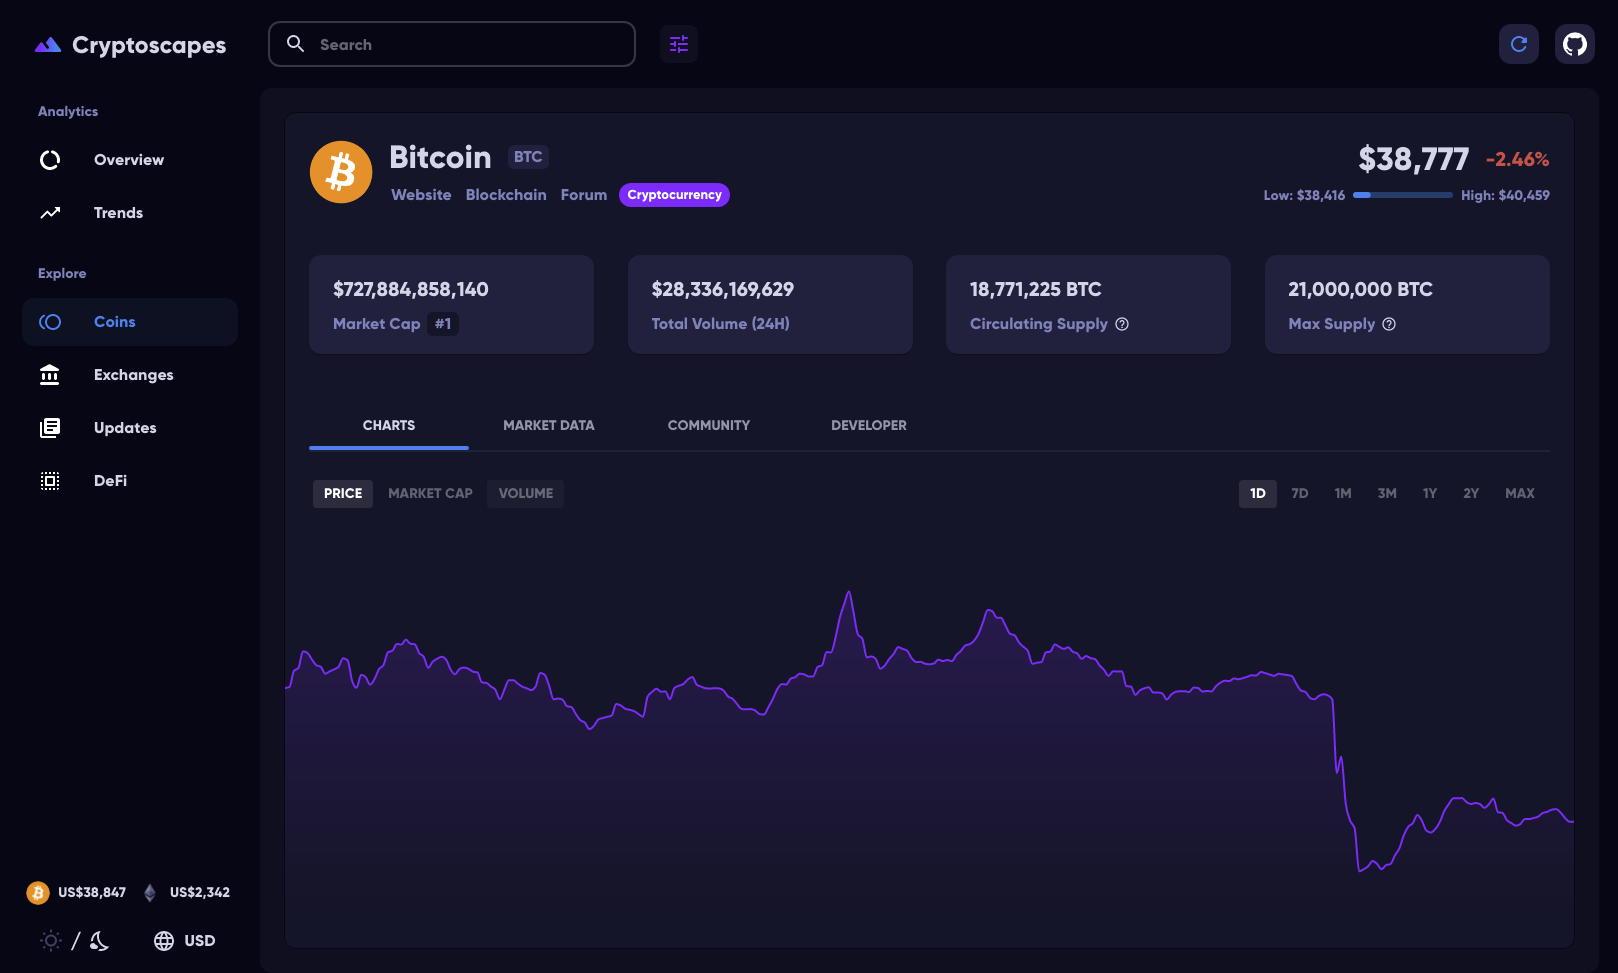 Cryptoscapes
Search
Analytics
Overview
Trends
Explore
Coins
Exchanges
Updates
DeFi
US$38,847 US$2,342
/ USD
Bitcoin BTC
Website Blockchain Forum Cryptocurrency
$38,777 -2.46%
Low: $38,416 High: $40,459
$727,884,858,140
Market Cap #1
$28,336,169,629
Total Volume (24H)
18,771,225 BTC
Circulating Supply
21,000,000 BTC
Max Supply
CHARTS MARKET DATA COMMUNITY DEVELOPER
PRICE MARKET CAP VOLUME 1D 7D 1M 3M 1Y 2Y MAX